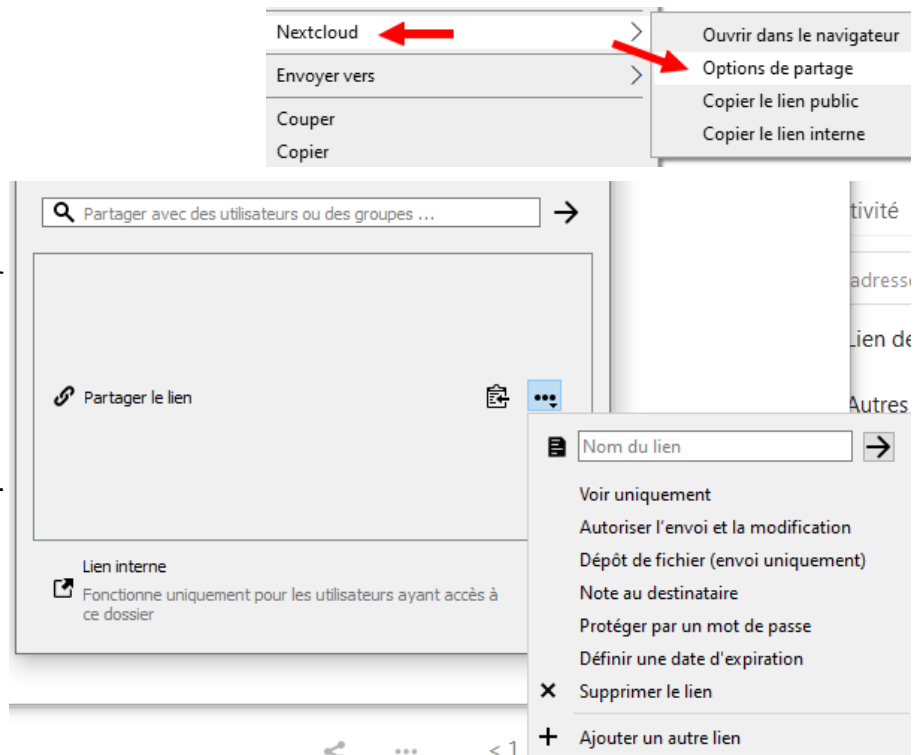 Nextcloud
Envoyer vers
Couper
Copier
Ouvrir dans le navigateur
Options de partage
Copier le lien public
Copier le lien interne
Partager avec des utilisateurs ou des groupes ...
Partager le lien
Lien interne
Fonctionne uniquement pour les utilisateurs ayant accès à
ce dossier
tivité
adresse
Lien de
Autres
Nom du lien
Voir uniquement
Autoriser l'envoi et la modification
Dépôt de fichier (envoi uniquement)
Note au destinataire
Protéger par un mot de passe
Définir une date d'expiration
Supprimer le lien
Ajouter un autre lien
< 1